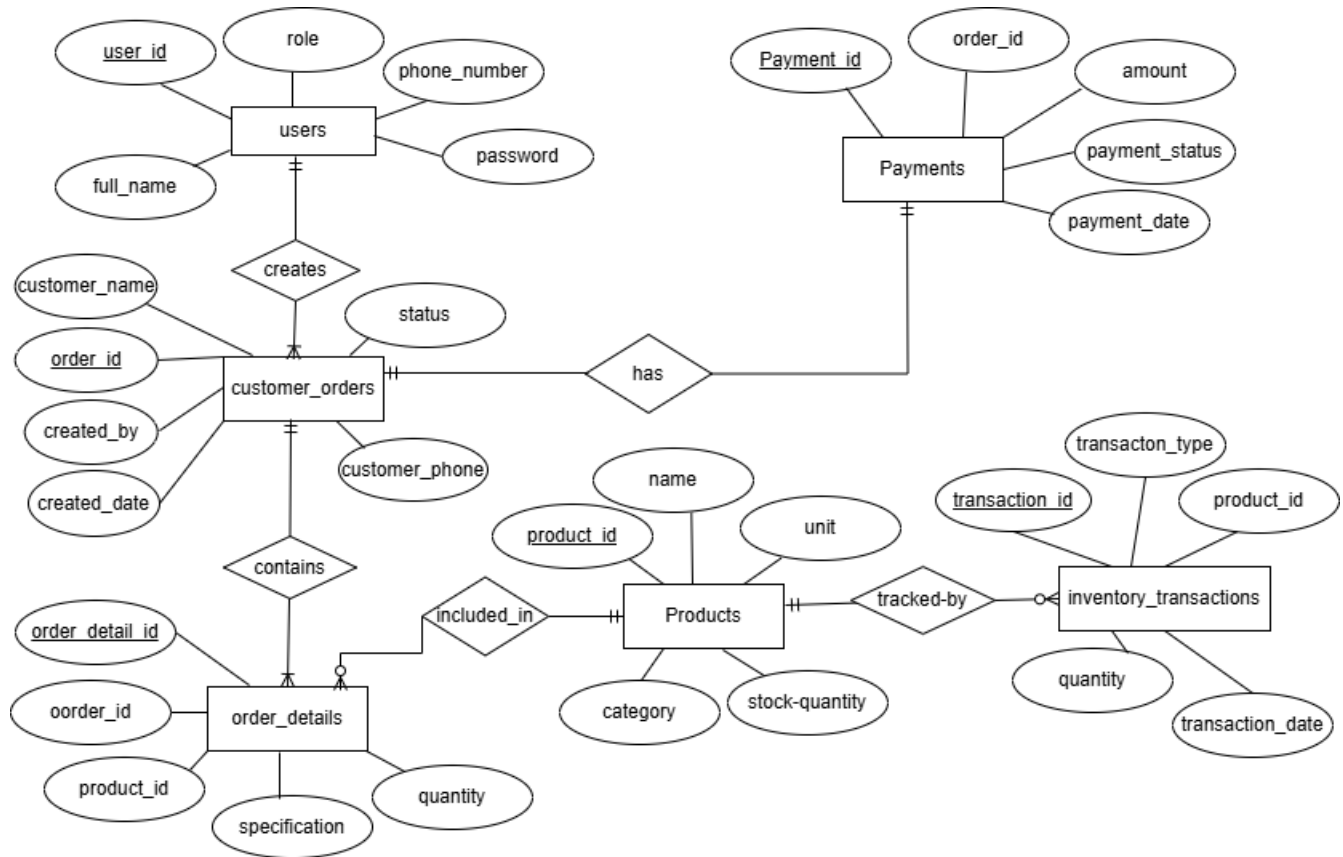 role
order_id
user_id
Payment_id
phone_number
amount
users
password
payment_status
Payments
full_name
payment_date
creates
customer_name
status
order_id
has
customer_orders
created_by
transacton_type
customer_phone
name
created_date
transaction_id
product_id
product_id
unit
contains
included_in
Products
tracked-by
inventory_transactions
order_detail_id
quantity
category
stock-quantity
oorder_id
order_details
transaction_date
product_id
quantity
specification